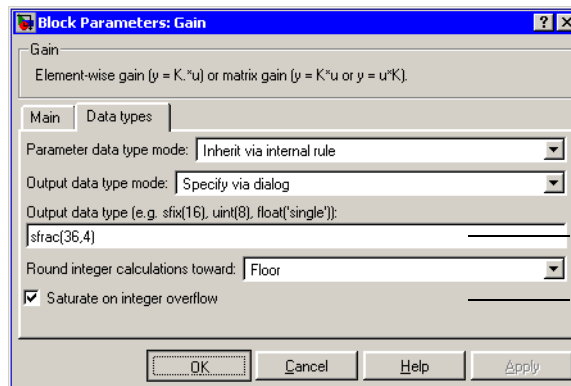 Block Parameters: Gain
Gain
Element-wise gain (y = K.*u) or matrix gain (y = K*u or y = u*K).
Main Data types
Parameter data type mode: Inherit via internal rule
Output data type mode: Specify via dialog
Output data type (e.g. sfix(16), uint(8), float('single')):
sfrac(36,4)
Round integer calculations toward: Floor
Saturate on integer overflow
OK Cancel Help Apply